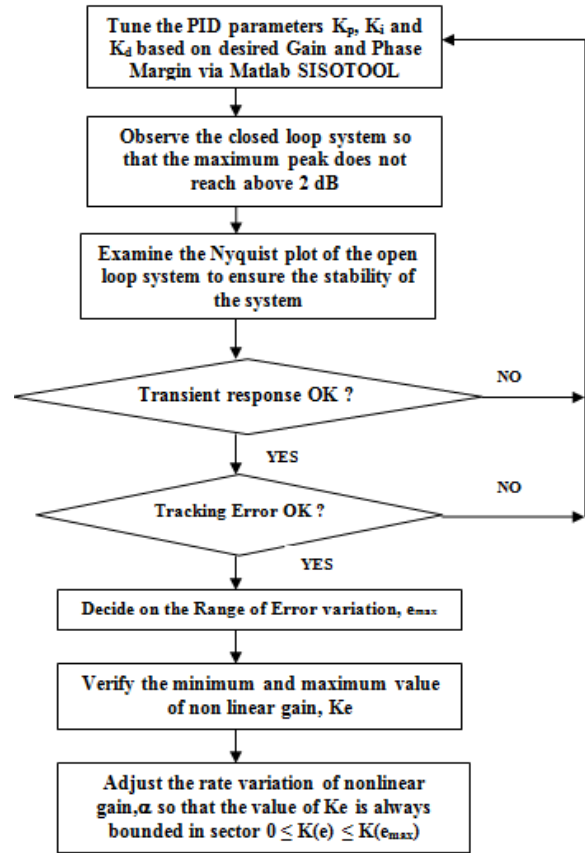 Tune the PID parameters Kp, Ki and
Kd based on desired Gain and Phase
Margin via Matlab SISOTOOL
Observe the closed loop system so
that the maximum peak does not
reach above 2 dB
Examine the Nyquist plot of the open
loop system to ensure the stability of
the system
Transient response OK ?
NO
YES
Tracking Error OK ?
NO
YES
Decide on the Range of Error variation, emax
Verify the minimum and maximum value
of non linear gain, Ke
Adjust the rate variation of nonlinear
gain,α so that the value of Ke is always
bounded in sector 0 ≤ K(e) ≤ K(emax)